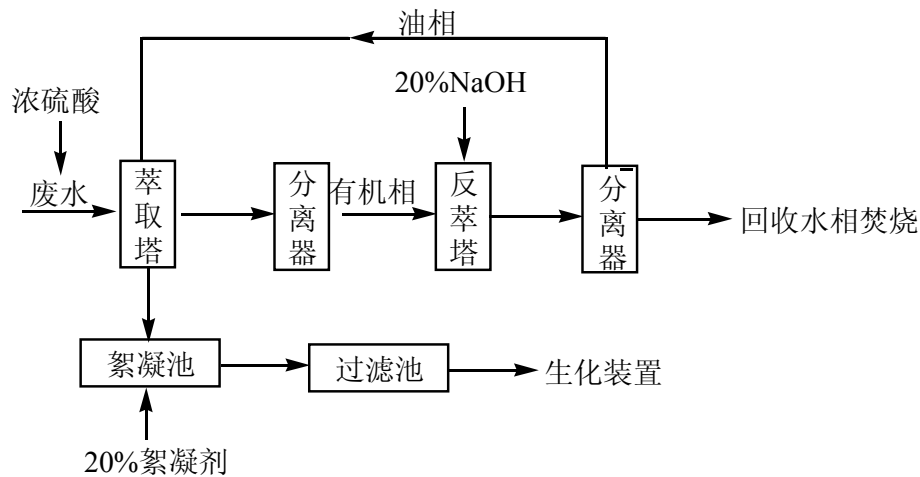 油相
20%NaOH
浓硫酸
废水
萃取塔
分离器
有机相
反萃塔
分离器
回收水相焚烧
絮凝池
过滤池
生化装置
20%絮凝剂